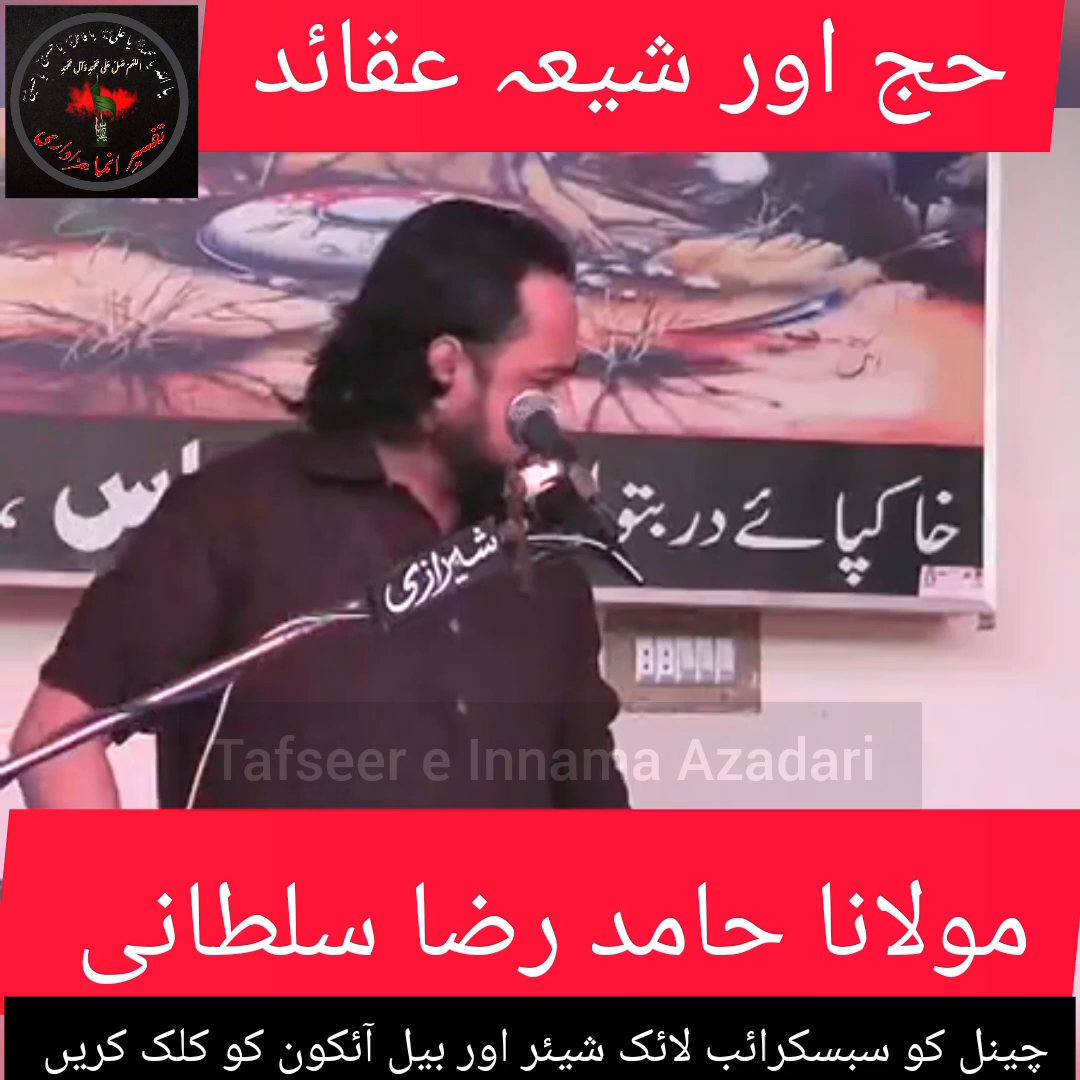 حج اور شیعہ عقائد
تفسیر انما عزاداری
خاکپائے در بتو
شیرازی
Tafseer e Innama Azadari
مولانا حامد رضا سلطانی
چینل کو سبسکرائب لائک شیئر اور بیل آئکون کو کلک کریں